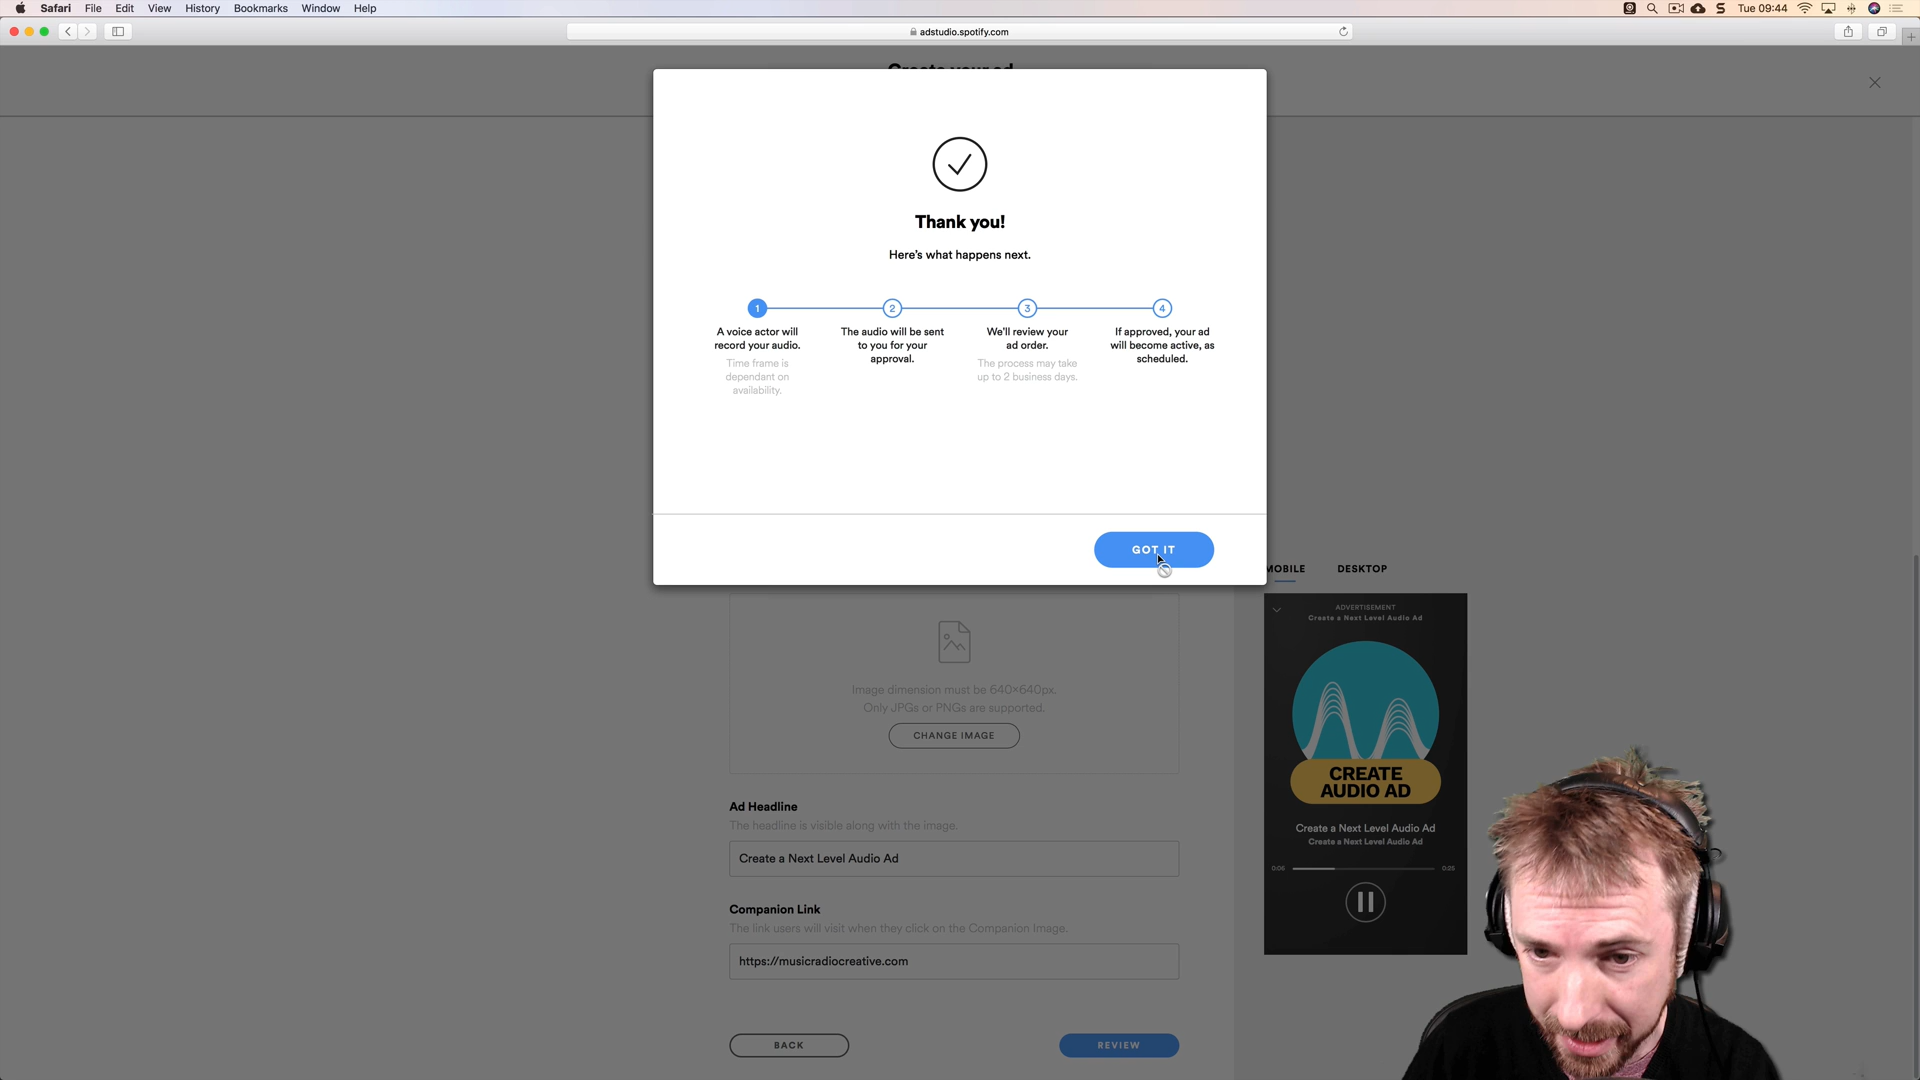 Safari File Edit View History Bookmarks Window Help
S Tue 09:44
adstudio.spotify.com
Create your ad
Thank you!
Here's what happens next.
1 2 3 4
A voice actor will
record your audio.
Time frame is
dependant on
availability.
The audio will be sent
to you for your
approval.
We'll review your
ad order.
The process may take
up to 2 business days.
If approved, your ad
will become active, as
scheduled.
GOT IT
MOBILE DESKTOP
Image dimension must be 640×640px.
Only JPGs or PNGs are supported.
CHANGE IMAGE
Ad Headline
The headline is visible along with the image.
Create a Next Level Audio Ad
Companion Link
The link users will visit when they click on the Companion Image.
https://musicradiocreative.com
BACK REVIEW
ADVERTISEMENT
Create a Next Level Audio Ad
CREATE
AUDIO AD
Create a Next Level Audio Ad
Create a Next Level Audio Ad
0:06 0:25